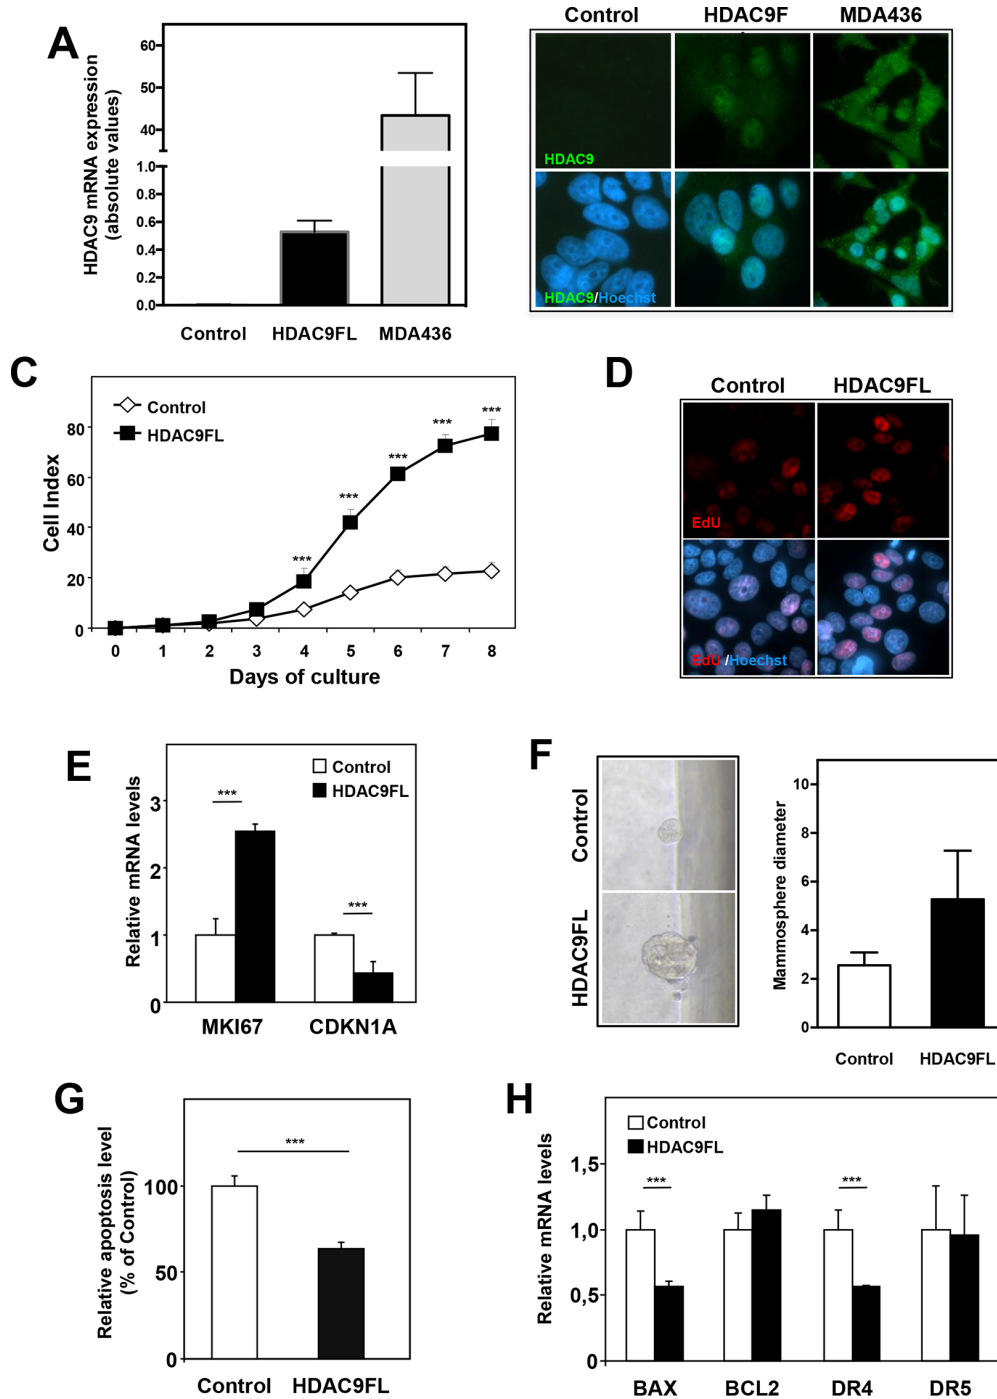 A
HDAC9 mRNA expression
(absolute values)
60
50
40
1.0
0.8
0.6
0.4
0.2
0.0
Control
HDAC9FL
MDA436
Control
HDAC9F
MDA436
HDAC9
HDAC9/Hoechst
C
Control
HDAC9FL
Cell Index
80
60
40
20
0
***
***
***
***
***
0 1 2 3 4 5 6 7 8
Days of culture
D
Control
HDAC9FL
EdU
EdU /Hoechst
E
Control
HDAC9FL
Relative mRNA levels
3
2
1
0
***
***
MKI67
CDKN1A
F
Control
HDAC9FL
Mammosphere diameter
10
8
6
4
2
0
Control
HDAC9FL
G
Relative apoptosis level
(% of Control)
100
50
0
***
Control
HDAC9FL
H
Control
HDAC9FL
Relative mRNA levels
1,5
1,0
0,5
0
***
***
BAX
BCL2
DR4
DR5